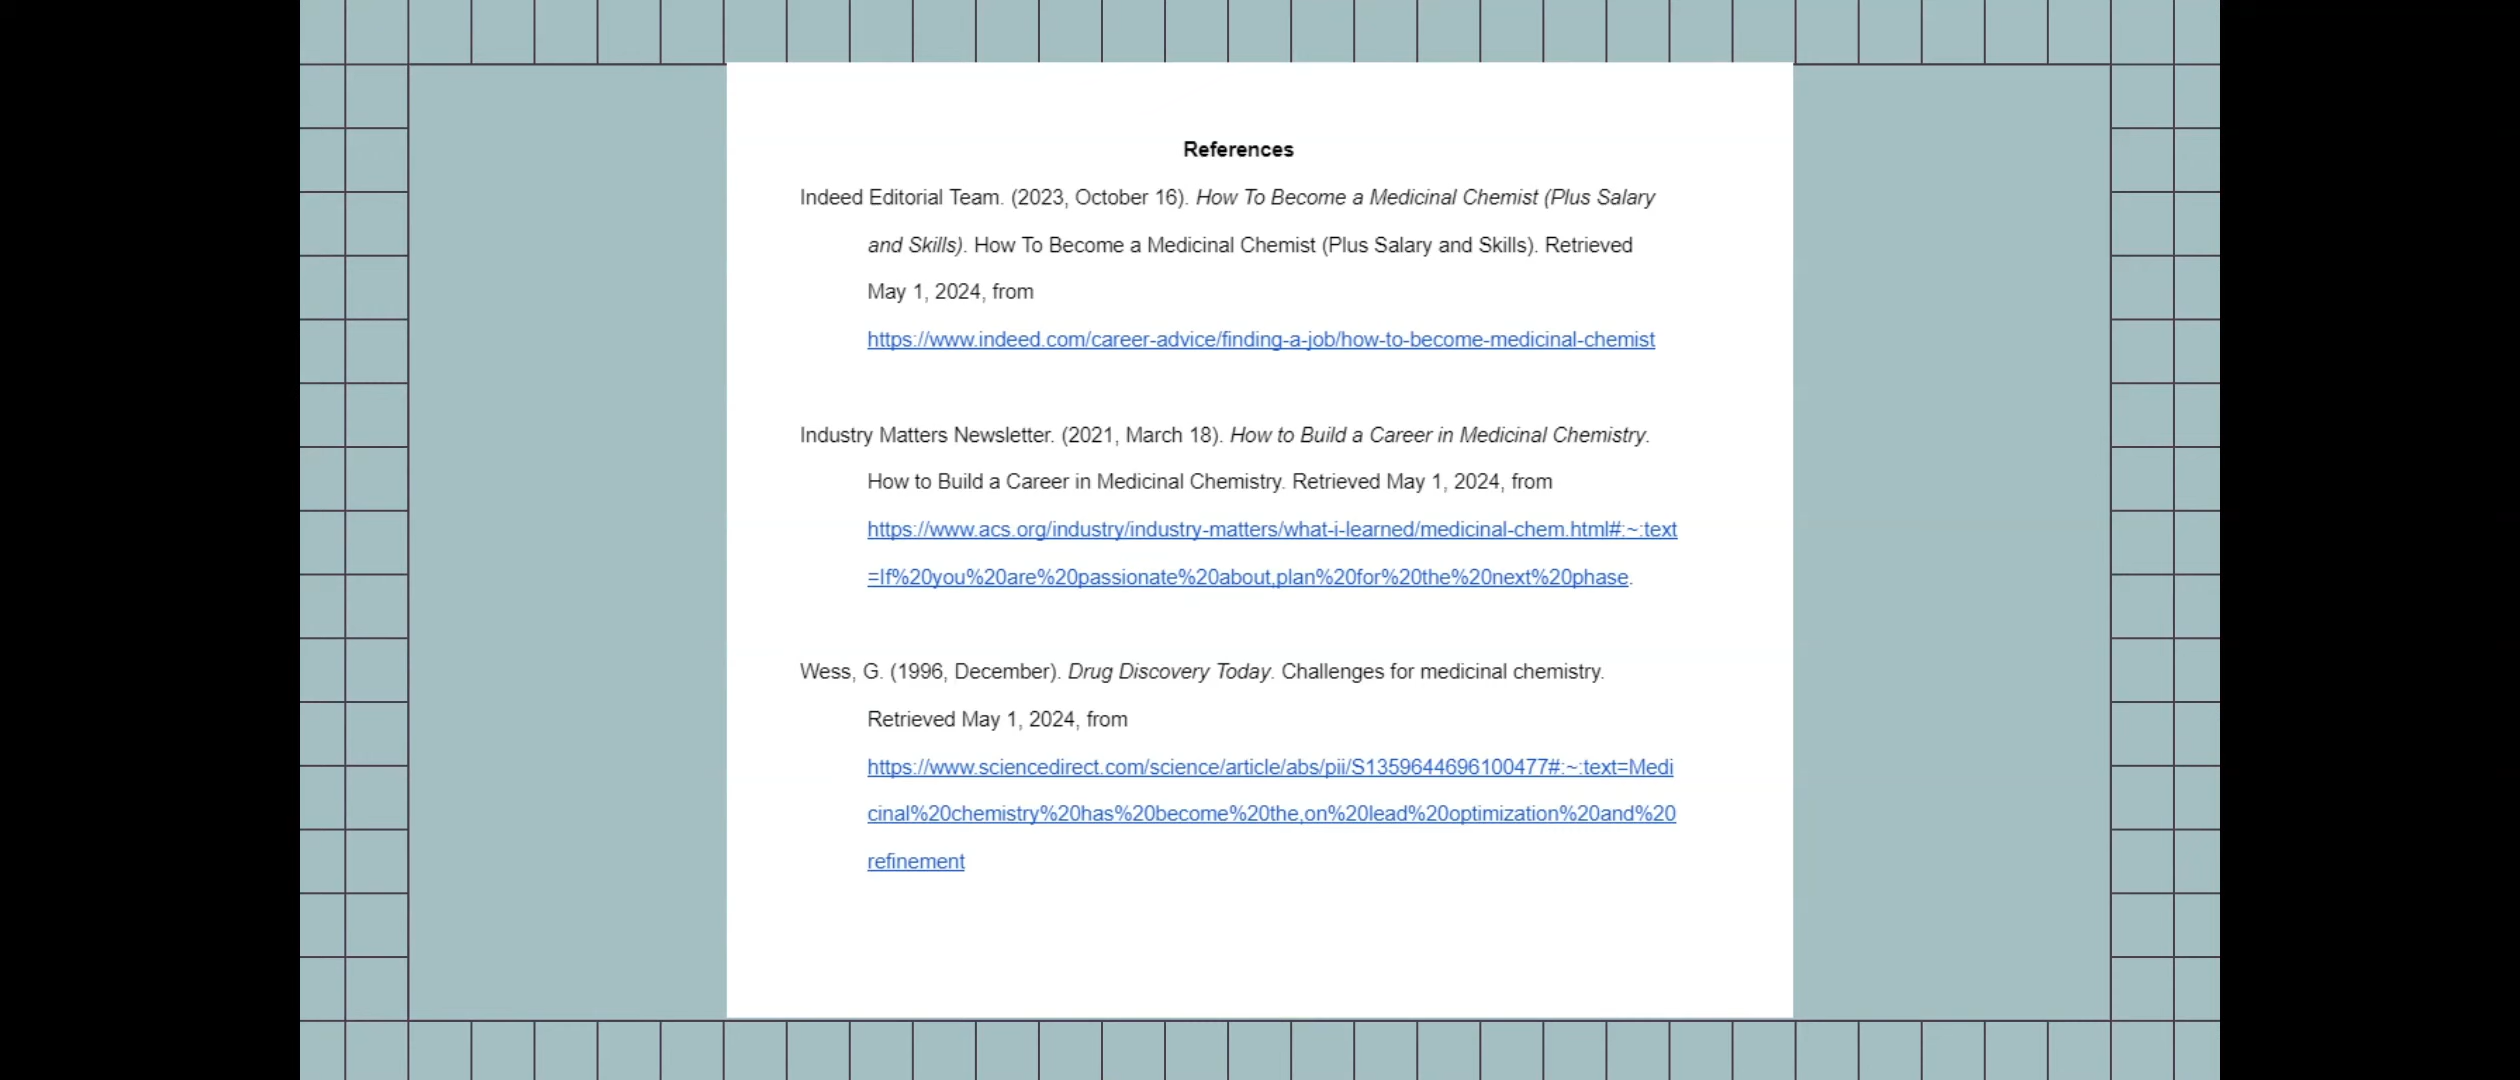 References
Indeed Editorial Team. (2023, October 16). How To Become a Medicinal Chemist (Plus Salary
and Skills). How To Become a Medicinal Chemist (Plus Salary and Skills). Retrieved
May 1, 2024, from
https://www.indeed.com/career-advice/finding-a-job/how-to-become-medicinal-chemist
Industry Matters Newsletter. (2021, March 18). How to Build a Career in Medicinal Chemistry.
How to Build a Career in Medicinal Chemistry. Retrieved May 1, 2024, from
https://www.acs.org/industry/industry-matters/what-i-learned/medicinal-chem.html#:~:text
=If%20you%20are%20passionate%20about,plan%20for%20the%20next%20phase.
Wess, G. (1996, December). Drug Discovery Today. Challenges for medicinal chemistry.
Retrieved May 1, 2024, from
https://www.sciencedirect.com/science/article/abs/pii/S1359644696100477#:~:text=Medi
cinal%20chemistry%20has%20become%20the,on%20lead%20optimization%20and%20
refinement